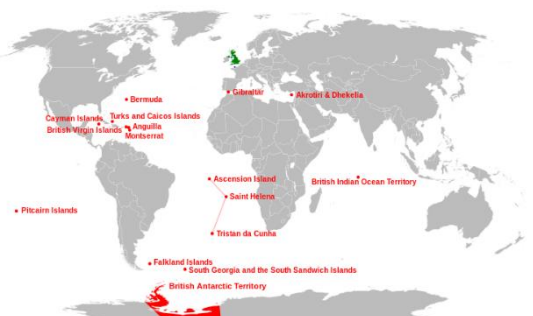 Gibraltar
Akrotiri & Dhekelia
Bermuda
Cayman Islands
Turks and Caicos Islands
British Virgin Islands
Anguilla
Montserrat
Ascension Island
British Indian Ocean Territory
Saint Helena
Pitcairn Islands
Tristan da Cunha
Falkland Islands
South Georgia and the South Sandwich Islands
British Antarctic Territory